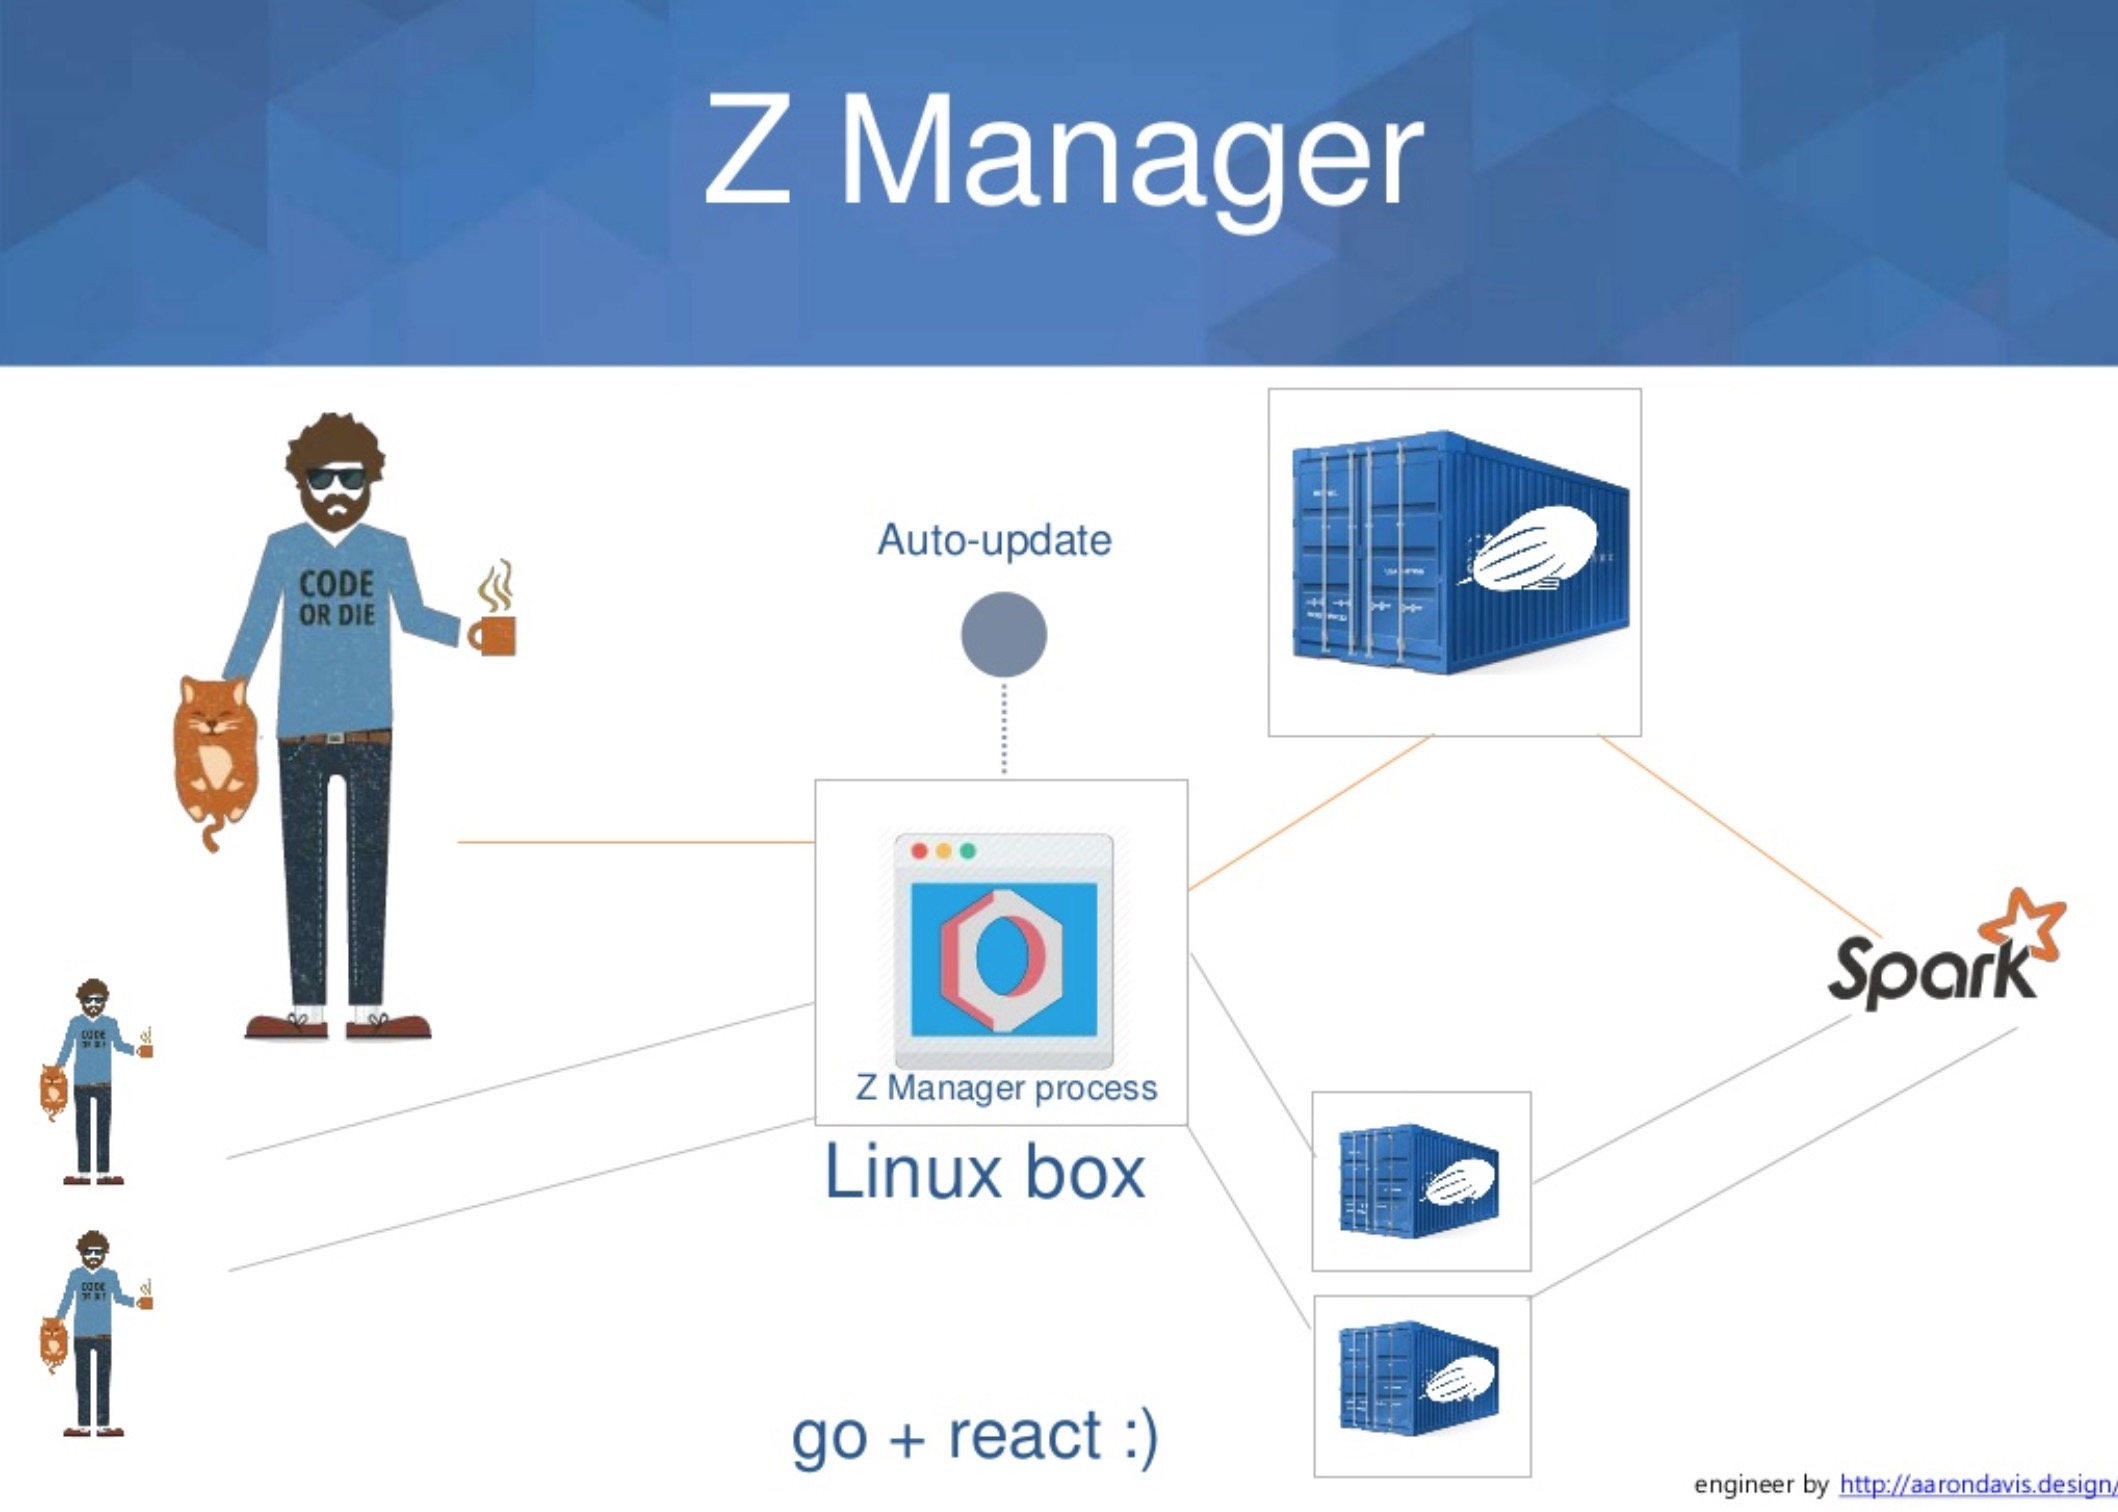 Z Manager
Auto-update
CODE
OR DIE
Spark
CODE
OR DIE
Z Manager process
Linux box
CODE
OR DIE
go + react :)
engineer by http://aarondavis.design/